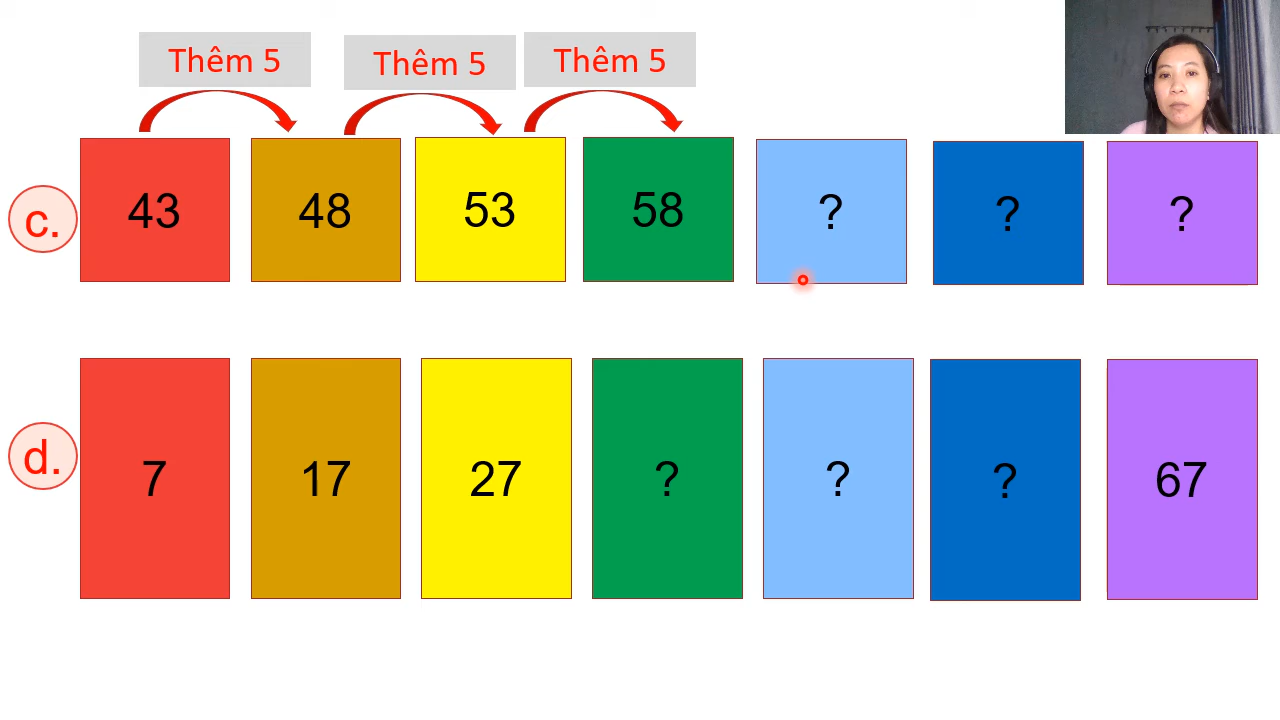 Thêm 5 Thêm 5 Thêm 5
c. 43 48 53 58 ? ? ?
d. 7 17 27 ? ? ? 67